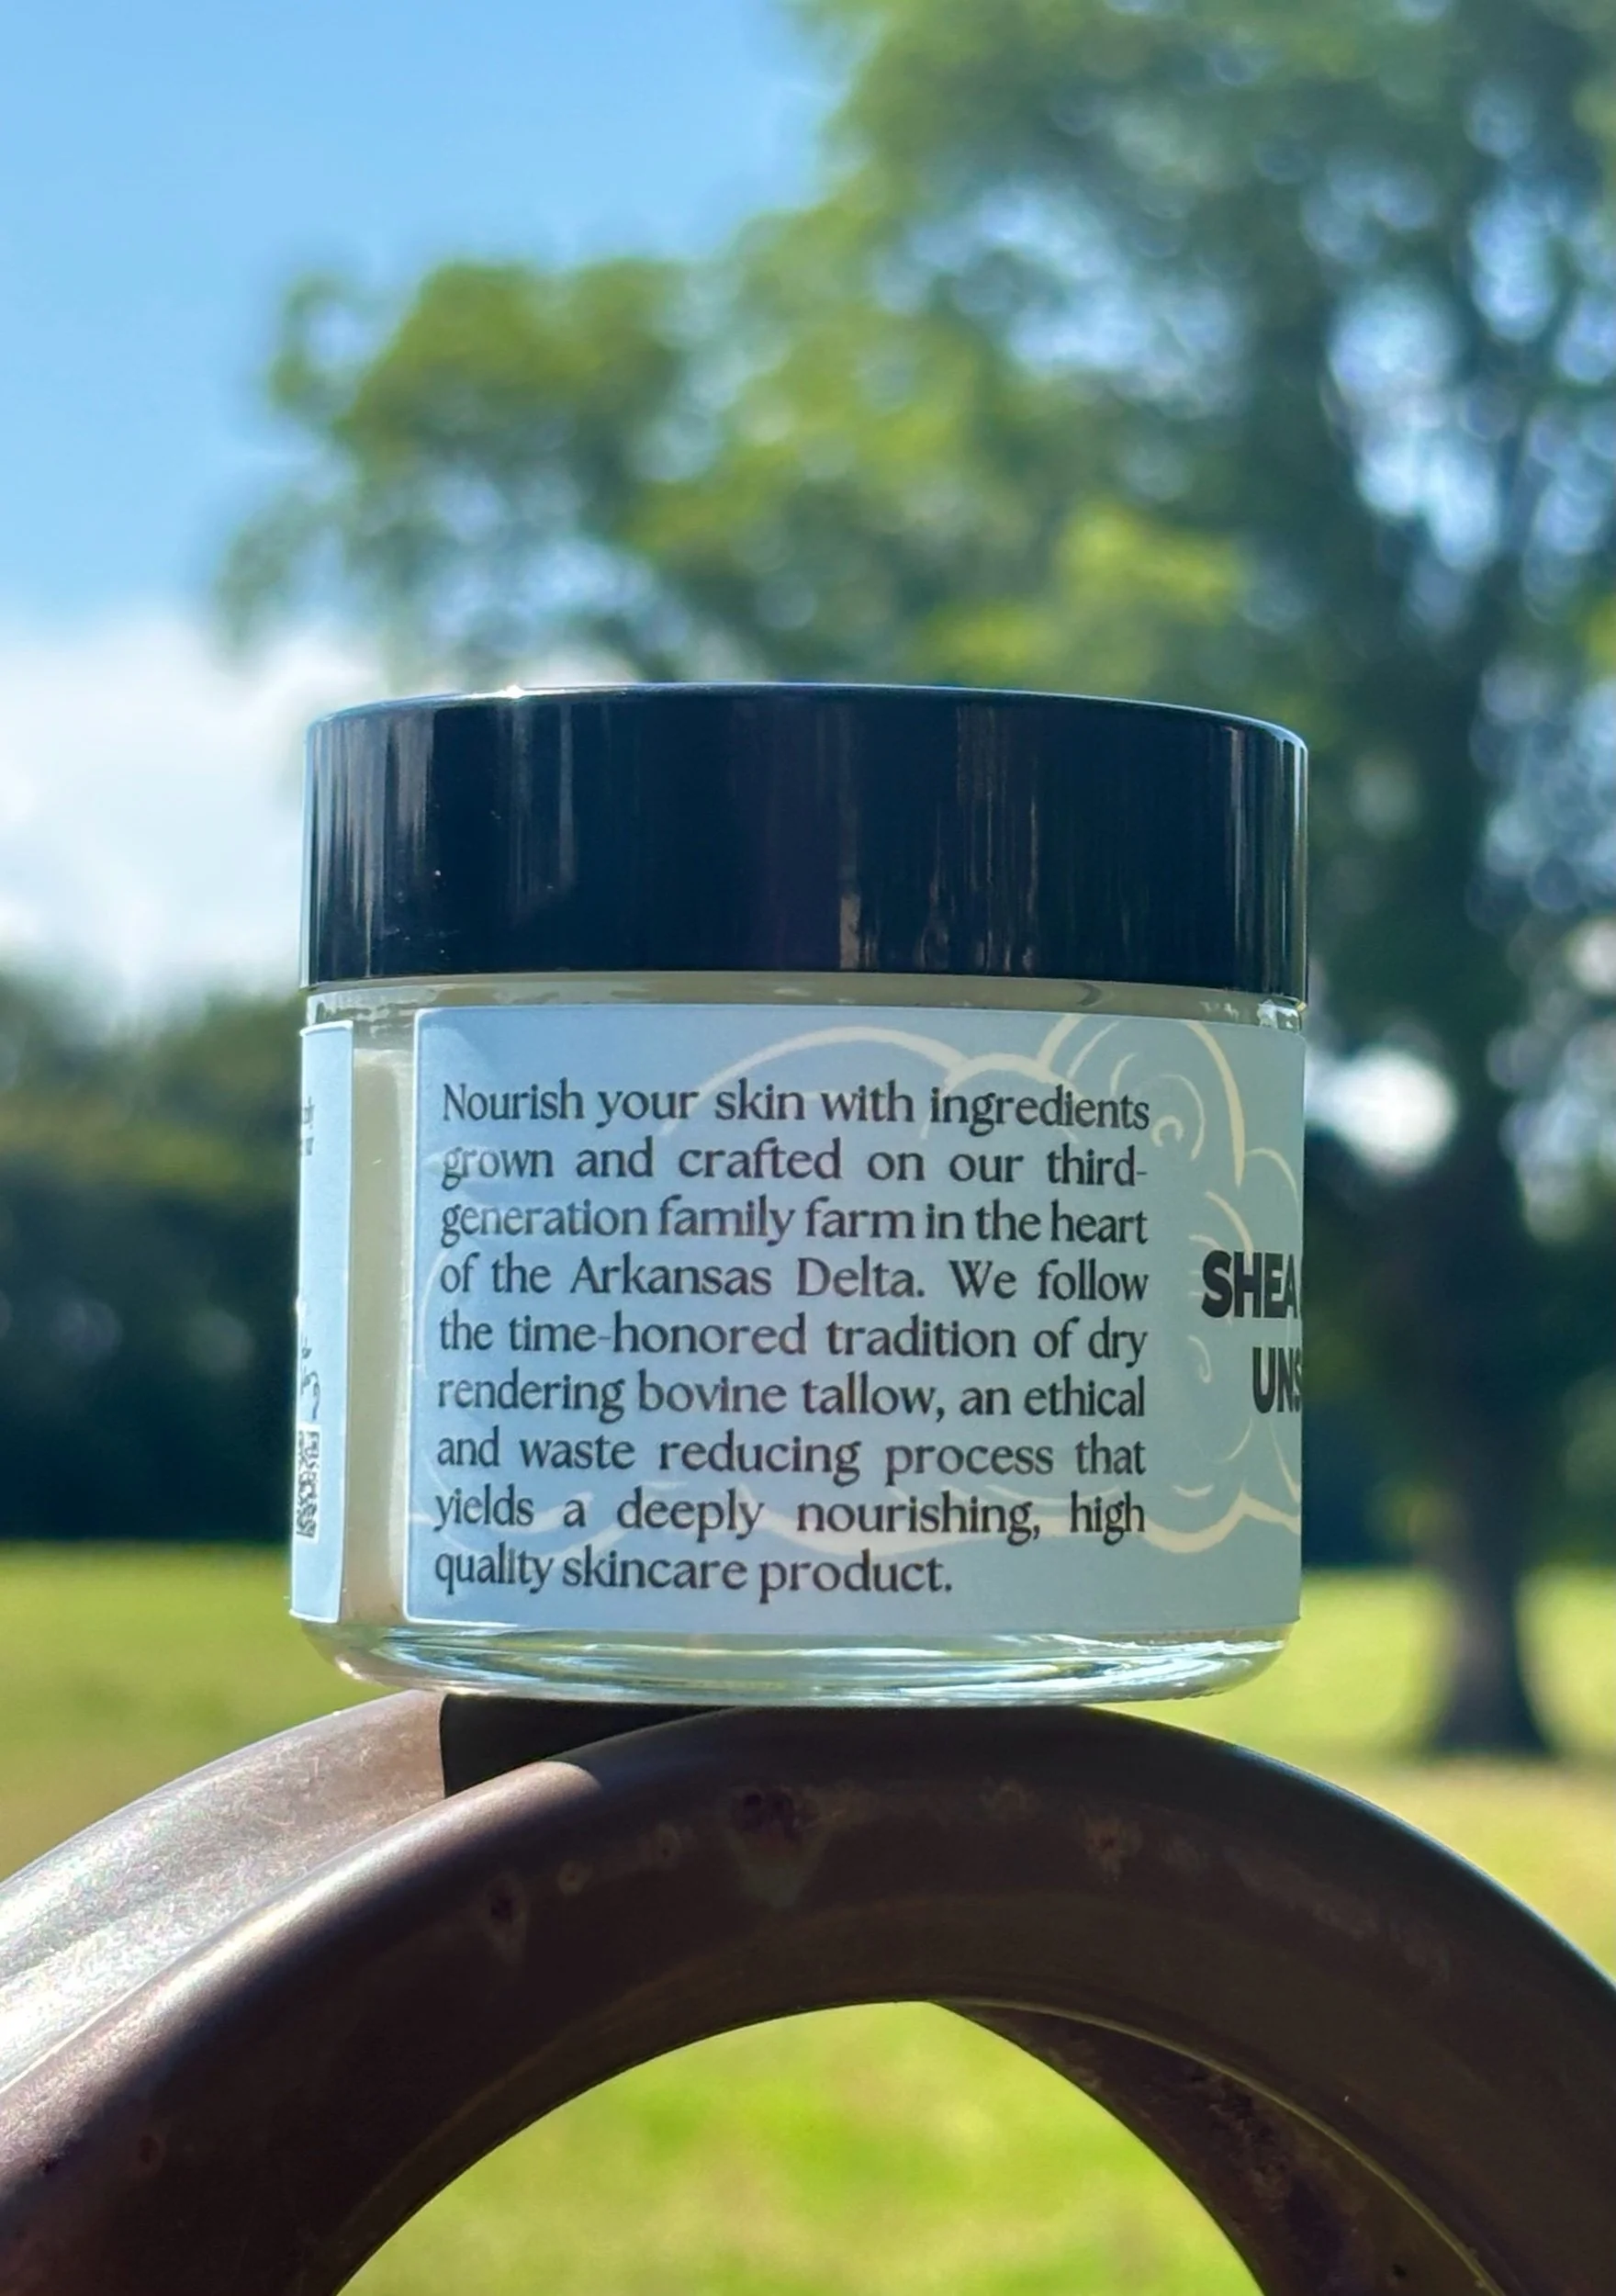 Nourish your skin with ingredients
grown and crafted on our third-
generation family farm in the heart
of the Arkansas Delta. We follow
the time-honored tradition of dry
rendering bovine tallow, an ethical
and waste reducing process that
yields a deeply nourishing, high
quality skincare product.
SHEA